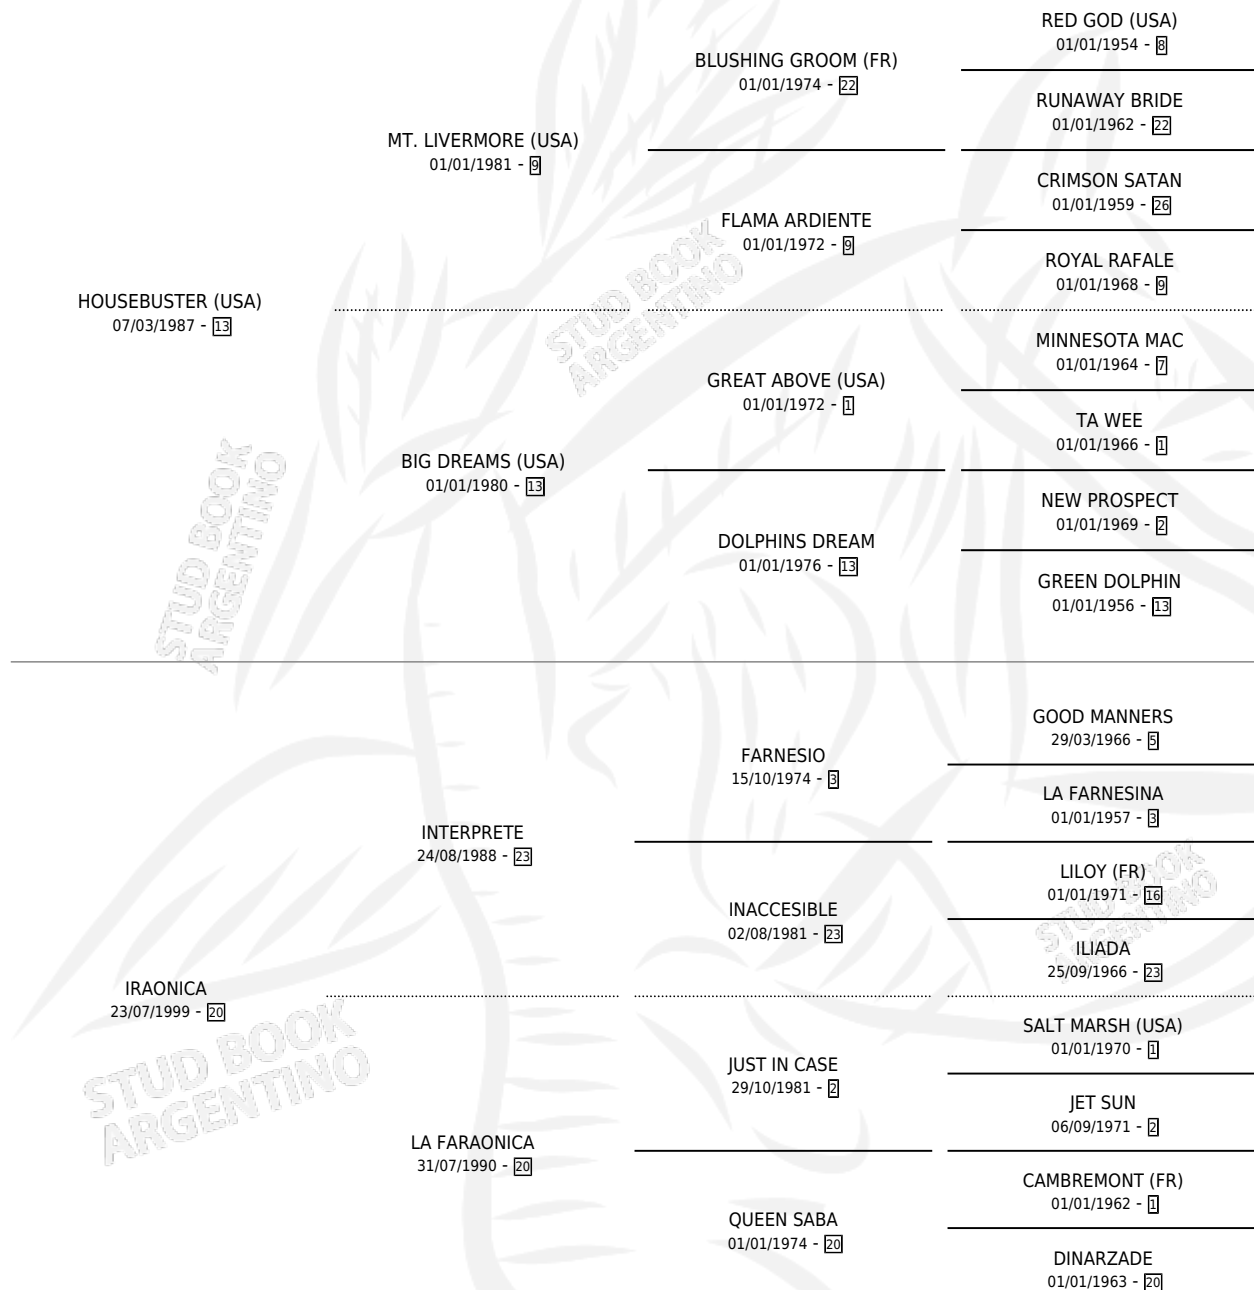 RED GOD (USA)
01/01/1954 - 8
BLUSHING GROOM (FR)
01/01/1974 - 22
RUNAWAY BRIDE
01/01/1962 - 22
MT. LIVERMORE (USA)
01/01/1981 - 9
CRIMSON SATAN
01/01/1959 - 26
FLAMA ARDIENTE
01/01/1972 - 9
ROYAL RAFALE
01/01/1968 - 9
HOUSEBUSTER (USA)
07/03/1987 - 13
MINNESOTA MAC
01/01/1964 - 7
GREAT ABOVE (USA)
01/01/1972 - 1
TA WEE
01/01/1966 - 1
BIG DREAMS (USA)
01/01/1980 - 13
NEW PROSPECT
01/01/1969 - 2
DOLPHINS DREAM
01/01/1976 - 13
GREEN DOLPHIN
01/01/1956 - 13
GOOD MANNERS
29/03/1966 - 5
FARNESIO
15/10/1974 - 3
LA FARNESINA
01/01/1957 - 3
INTERPRETE
24/08/1988 - 23
LILOY (FR)
01/01/1971 - 16
INACCESIBLE
02/08/1981 - 23
ILIADA
25/09/1966 - 23
IRAONICA
23/07/1999 - 20
SALT MARSH (USA)
01/01/1970 - 1
JUST IN CASE
29/10/1981 - 2
JET SUN
06/09/1971 - 2
LA FARAONICA
31/07/1990 - 20
CAMBREMONT (FR)
01/01/1962 - 1
QUEEN SABA
01/01/1974 - 20
DINARZADE
01/01/1963 - 20
STUD BOOK
ARGENTINO
STUD BOOK
ARGENTINO
STUD BOOK
ARGENTINO
STUD BOOK
ARGENTINO